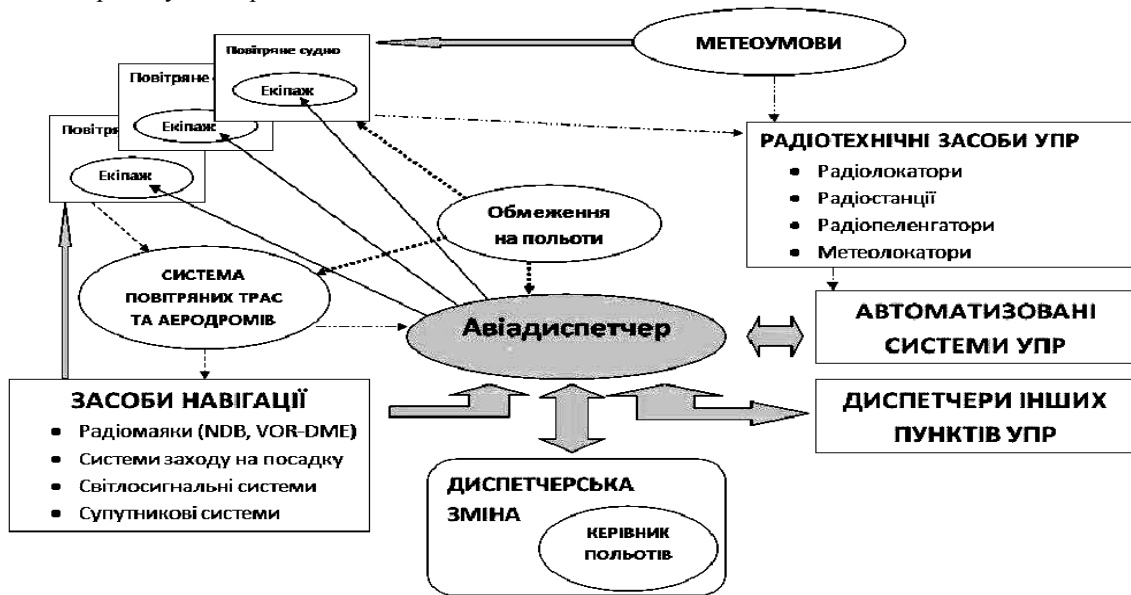 Повітряне судно
МЕТЕОУМОВИ
Повітряне
Екіпаж
Екіпаж
Екіпаж
РАДІОТЕХНІЧНІ ЗАСОБИ УПР
• Радіолокатори
• Радіостанції
• Радіопеленгатори
• Метеолокатори
Обмеження
на польоти
СИСТЕМА
ПОВІТРЯНИХ ТРАС
ТА АЕРОДРОМІВ
Авіадиспетчер
АВТОМАТИЗОВАНІ
СИСТЕМИ УПР
ЗАСОБИ НАВІГАЦІЇ
• Радіомаяки (NDB, VOR-DME)
• Системи заходу на посадку
• Світлосигнальні системи
• Супутникові системи
ДИСПЕТЧЕРИ ІНШИХ
ПУНКТІВ УПР
ДИСПЕТЧЕРСЬКА
ЗМІНА
КЕРІВНИК
ПОЛЬОТІВ